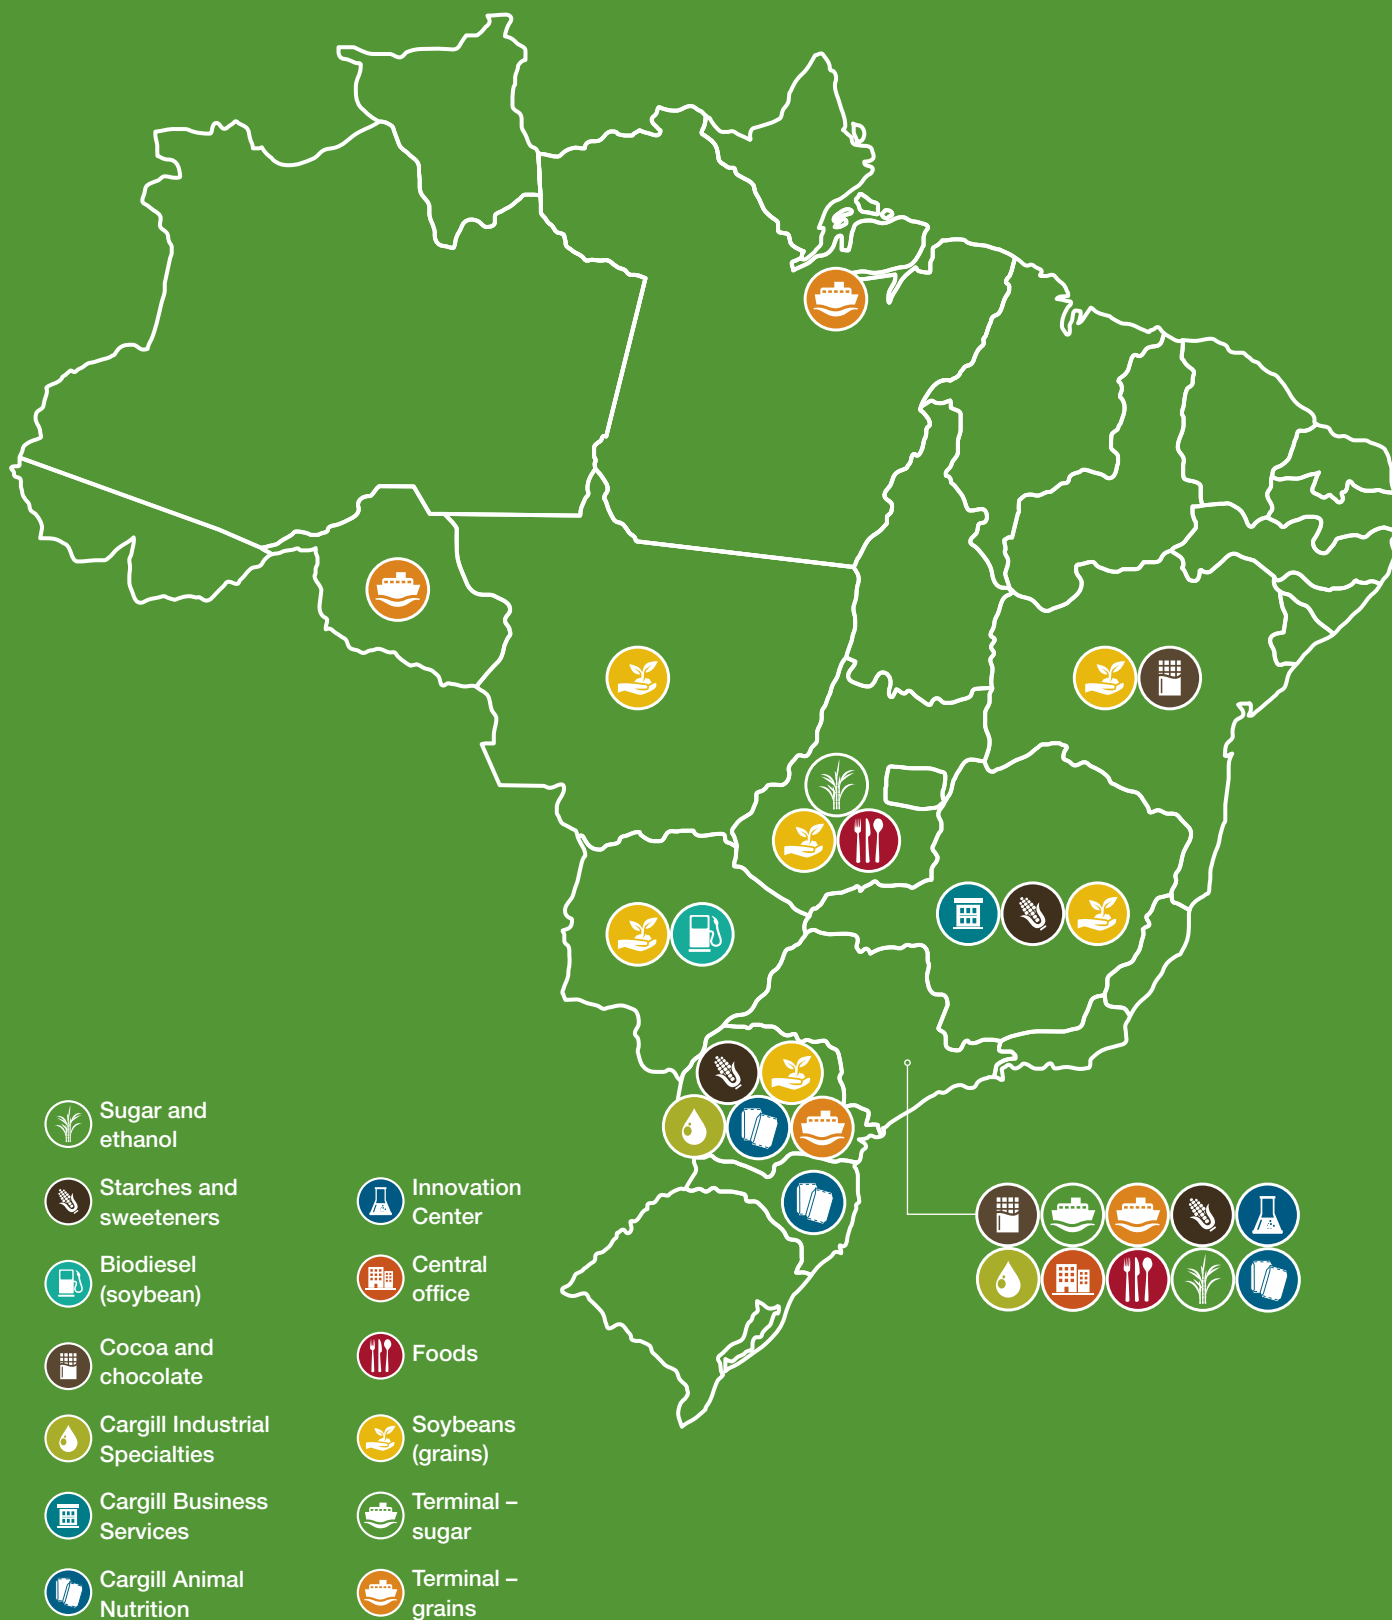 Sugar and
ethanol
Starches and
sweeteners
Biodiesel
(soybean)
Cocoa and
chocolate
Cargill Industrial
Specialties
Cargill Business
Services
Cargill Animal
Nutrition
Innovation
Center
Central
office
Foods
Soybeans
(grains)
Terminal –
sugar
Terminal –
grains